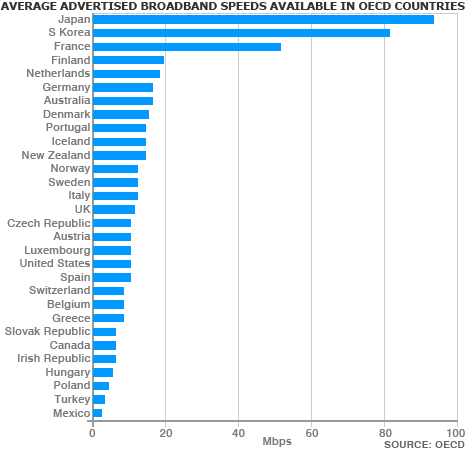 AVERAGE ADVERTISED BROADBAND SPEEDS AVAILABLE IN OECD COUNTRIES
Japan
S Korea
France
Finland
Netherlands
Germany
Australia
Denmark
Portugal
Iceland
New Zealand
Norway
Sweden
Italy
UK
Czech Republic
Austria
Luxembourg
United States
Spain
Switzerland
Belgium
Greece
Slovak Republic
Canada
Irish Republic
Hungary
Poland
Turkey
Mexico
0 20 40 60 80 100
Mbps
SOURCE: OECD